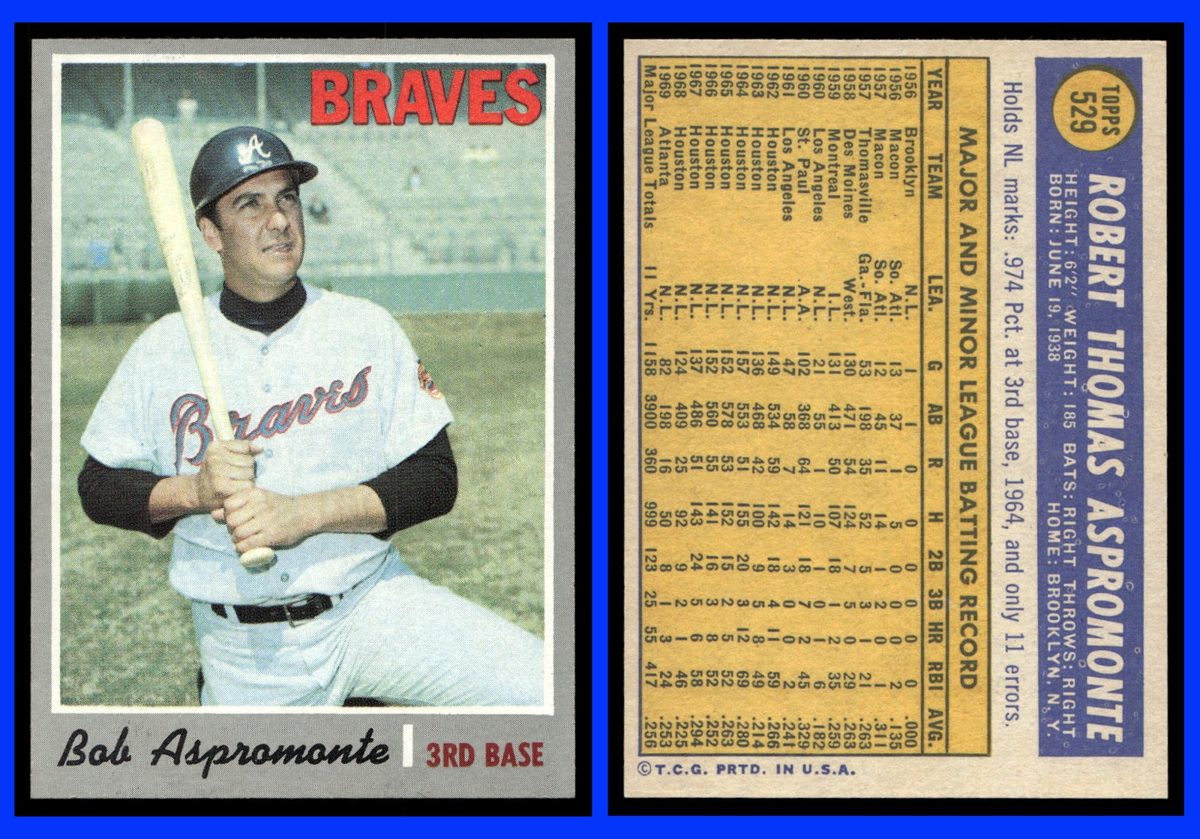 BRAVES
A
Braves
Bob Aspromonte 3RD BASE
TOPPS
529
ROBERT THOMAS ASPROMONTE
HEIGHT: 6'2" WEIGHT: 185 BATS: RIGHT THROWS: RIGHT
BORN: JUNE 19, 1938 HOME: BROOKLYN, N. Y.
Holds NL marks: .974 Pct. at 3rd base, 1964, and only 11 errors.
MAJOR AND MINOR LEAGUE BATTING RECORD
YEAR TEAM LEA. G AB R H 2B 3B HR RBI AVG.
1956 Brooklyn N.L. 1 1 0 0 0 0 0 0 .000
1956 Macon So. Atl. 13 37 1 5 0 0 0 2 .135
1957 Macon So. Atl. 12 45 11 14 1 2 0 1 .311
1957 Thomasville Ga.-Fla. 53 198 35 52 5 3 1 21 .263
1958 Des Moines West. 130 471 54 124 7 5 0 29 .263
1959 Montreal I.L. 131 413 50 107 18 1 2 35 .259
1960 Los Angeles N.L. 21 55 1 10 1 0 1 6 .182
1960 St. Paul A.A. 102 368 64 121 18 7 2 45 .329
1961 Los Angeles N.L. 47 58 7 14 3 0 0 2 .241
1962 Houston N.L. 149 534 59 142 18 4 11 59 .266
1963 Houston N.L. 136 468 42 100 9 5 8 49 .214
1964 Houston N.L. 157 553 51 155 20 3 12 69 .280
1965 Houston N.L. 152 578 53 152 15 2 5 52 .263
1966 Houston N.L. 152 560 55 141 16 3 8 52 .252
1967 Houston N.L. 137 486 51 143 24 5 6 58 .294
1968 Houston N.L. 124 409 25 92 9 2 1 46 .225
1969 Atlanta N.L. 82 198 16 50 8 1 3 24 .253
Major League Totals 11 Yrs. 1158 3900 360 999 123 25 55 417 .256
© T.C.G. PRTD. IN U.S.A.